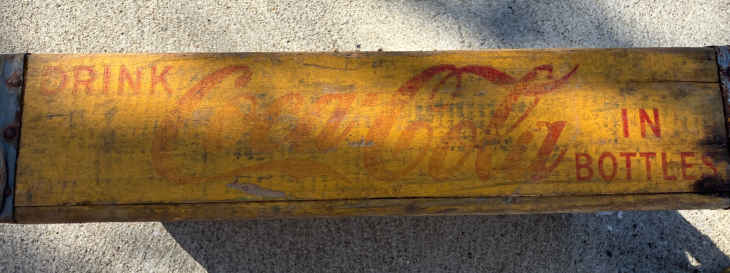 DRINK Coca-Cola IN
BOTTLES